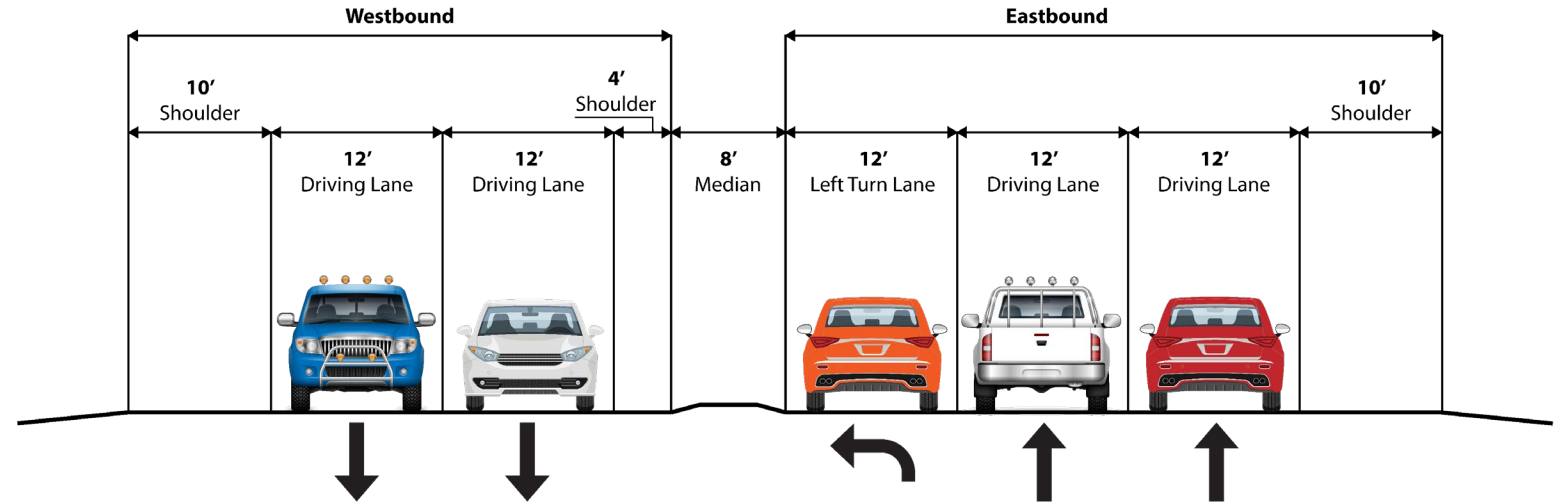 Westbound
Eastbound
10’
Shoulder
4’
Shoulder
10’
Shoulder
12’
Driving Lane
12’
Driving Lane
8’
Median
12’
Left Turn Lane
12’
Driving Lane
12’
Driving Lane